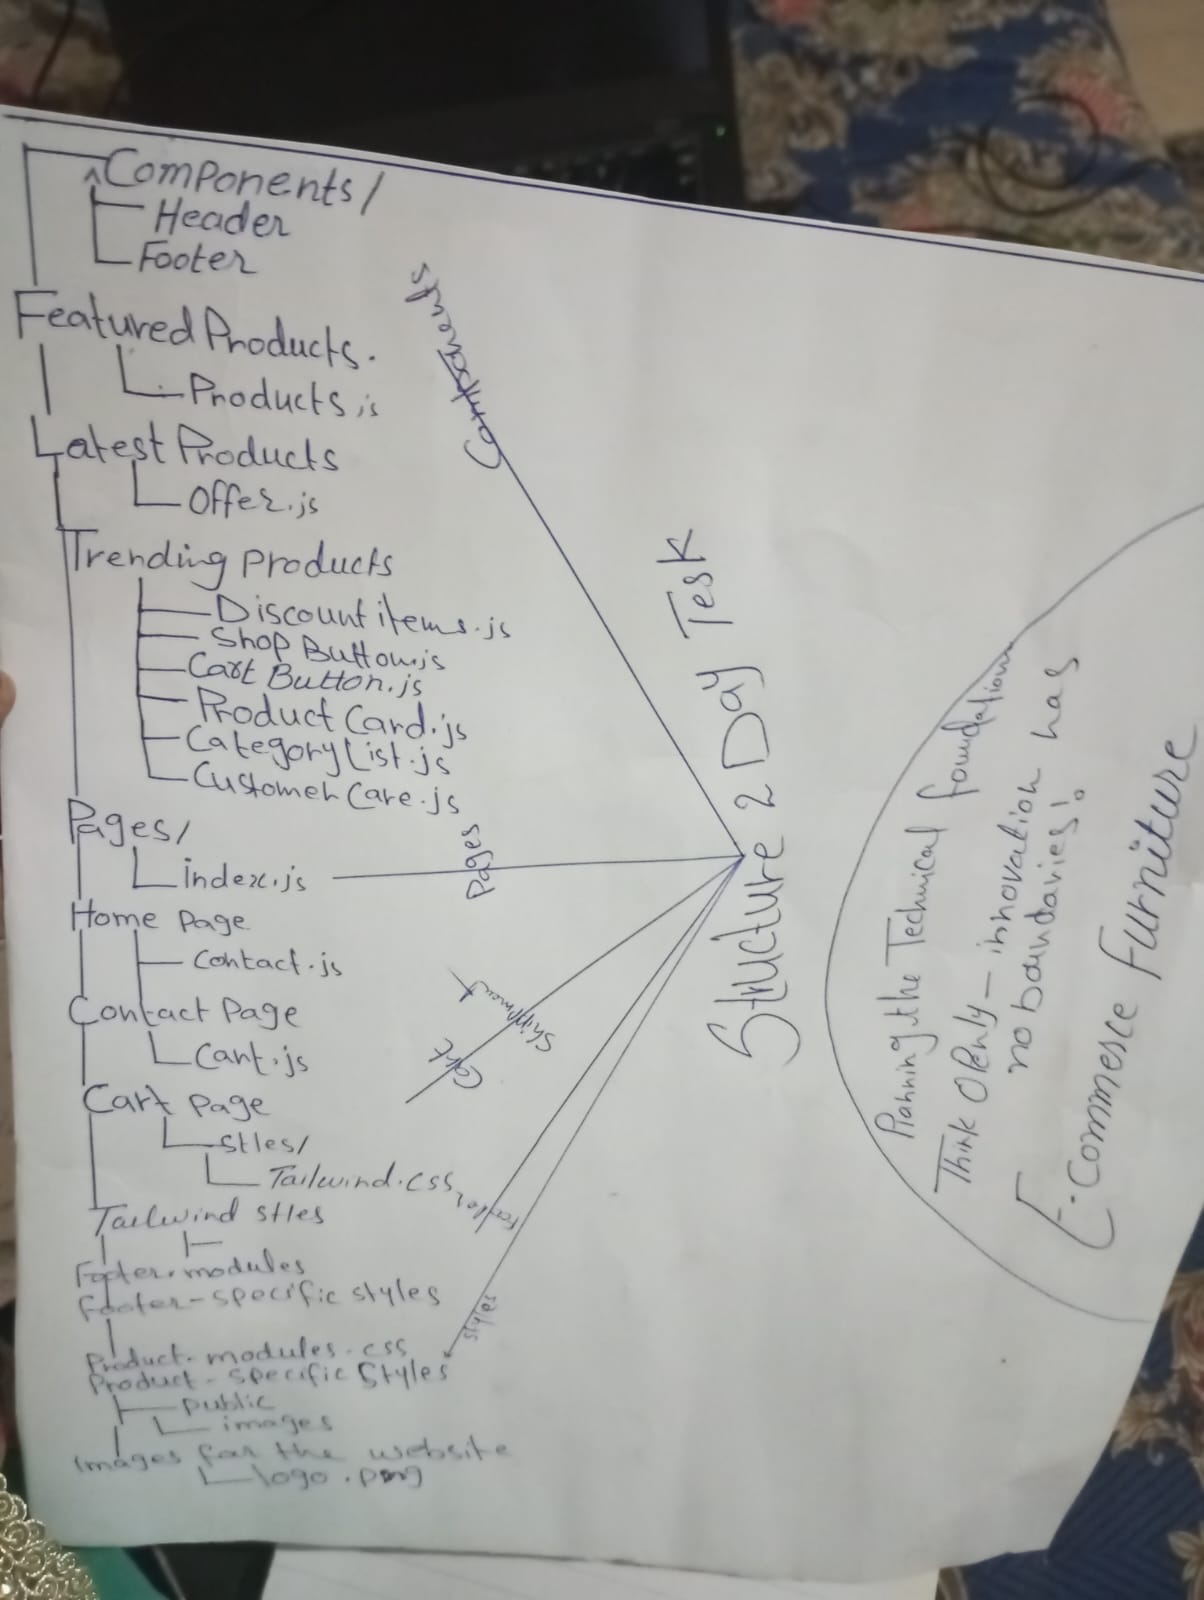 Components/
Header
Footer
Featured Products.
Products.js
Latest Products
Offer.js
Trending products
Discount items.js
Shop Button.js
Cart Button.js
Product Card.js
Category List.js
Customer Care.js
Pages/
index.js
Home Page
contact.js
Contact Page
Cart.js
Cart page
Stles/
Tailwind.css
Tailwind stles
Footer.modules
footer-specific styles
Product.modules.css
Product-specific Styles
public
images
Images for the website
logo.png
Components
Pages
Shipment
Cart
styles
Structure 2 Day Tesk
Planning the Technical foundation
Think Openly - innovation has
no boundaries!
E-commerce Furniture